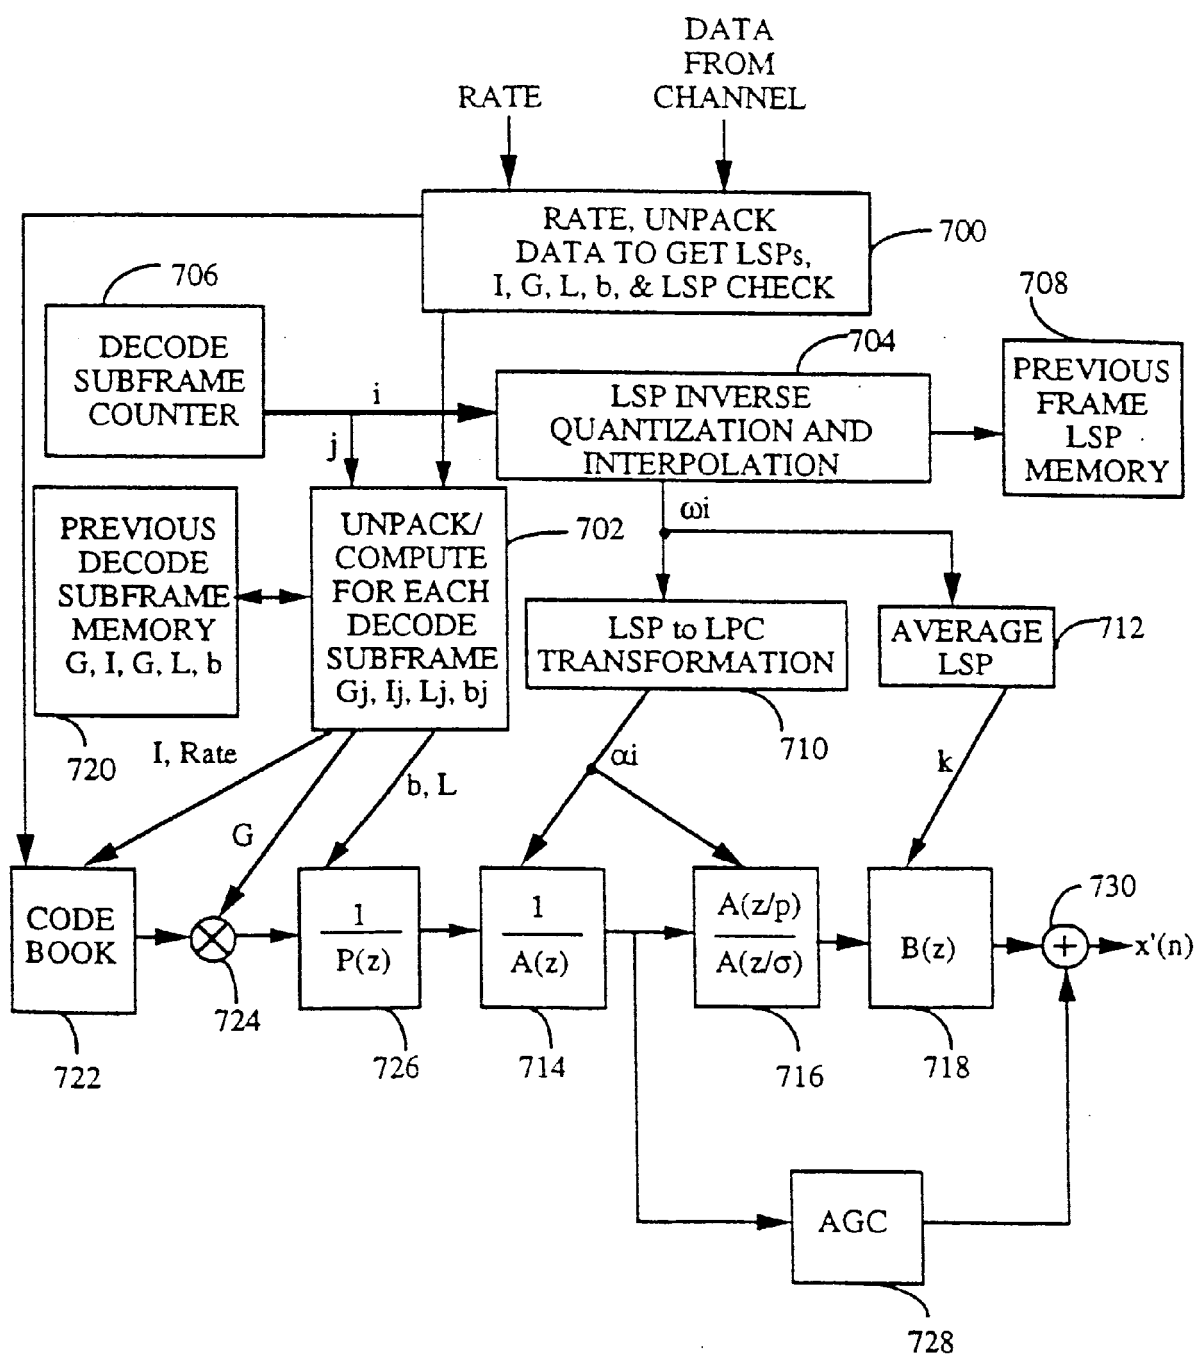 DATA
FROM
CHANNEL
RATE
RATE, UNPACK
DATA TO GET LSPs,
I, G, L, b, & LSP CHECK
700
706
DECODE
SUBFRAME
COUNTER
i
j
704
LSP INVERSE
QUANTIZATION AND
INTERPOLATION
708
PREVIOUS
FRAME
LSP
MEMORY
ωi
PREVIOUS
DECODE
SUBFRAME
MEMORY
G, I, G, L, b
720
UNPACK/
COMPUTE
FOR EACH
DECODE
SUBFRAME
Gj, Ij, Lj, bj
702
LSP to LPC
TRANSFORMATION
710
AVERAGE
LSP
712
I, Rate
G
b, L
αi
k
CODE
BOOK
722
724
1
P(z)
726
1
A(z)
714
A(z/p)
A(z/σ)
716
B(z)
718
730
+
x'(n)
AGC
728